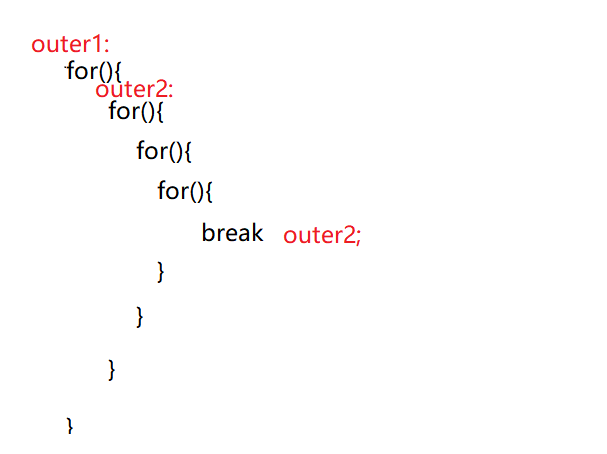 outer1:
for(){
outer2:
for(){
for(){
for(){
break outer2;
}
}
}
}